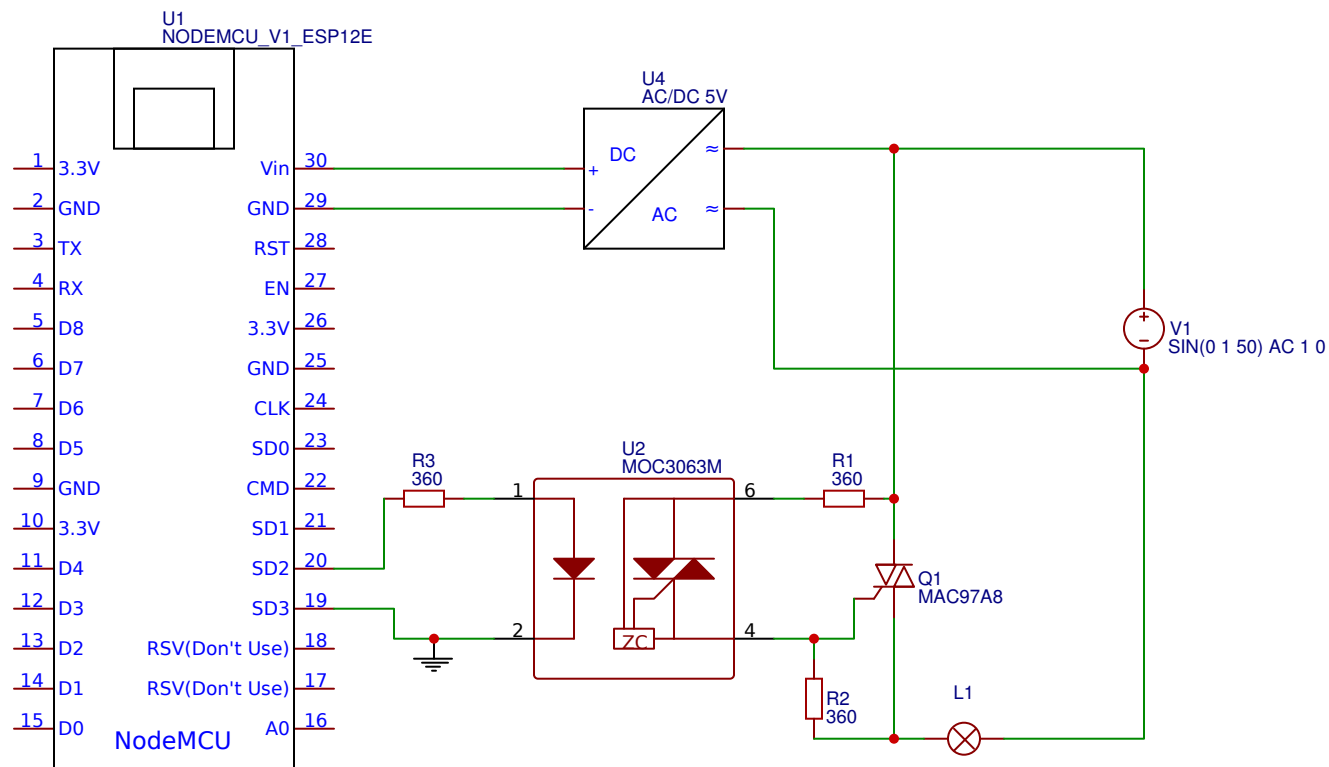 U1
NODEMCU_V1_ESP12E
1 3.3V
2 GND
3 TX
4 RX
5 D8
6 D7
7 D6
8 D5
9 GND
10 3.3V
11 D4
12 D3
13 D2
14 D1
15 D0
Vin 30
GND 29
RST 28
EN 27
3.3V 26
GND 25
CLK 24
SD0 23
CMD 22
SD1 21
SD2 20
SD3 19
RSV(Don't Use) 18
RSV(Don't Use) 17
A0 16
NodeMCU
U4
AC/DC 5V
DC
AC
+
-
≈
≈
+
−
V1
SIN(0 1 50) AC 1 0
R3
360
U2
MOC3063M
1
2
6
4
ZC
R1
360
Q1
MAC97A8
R2
360
L1